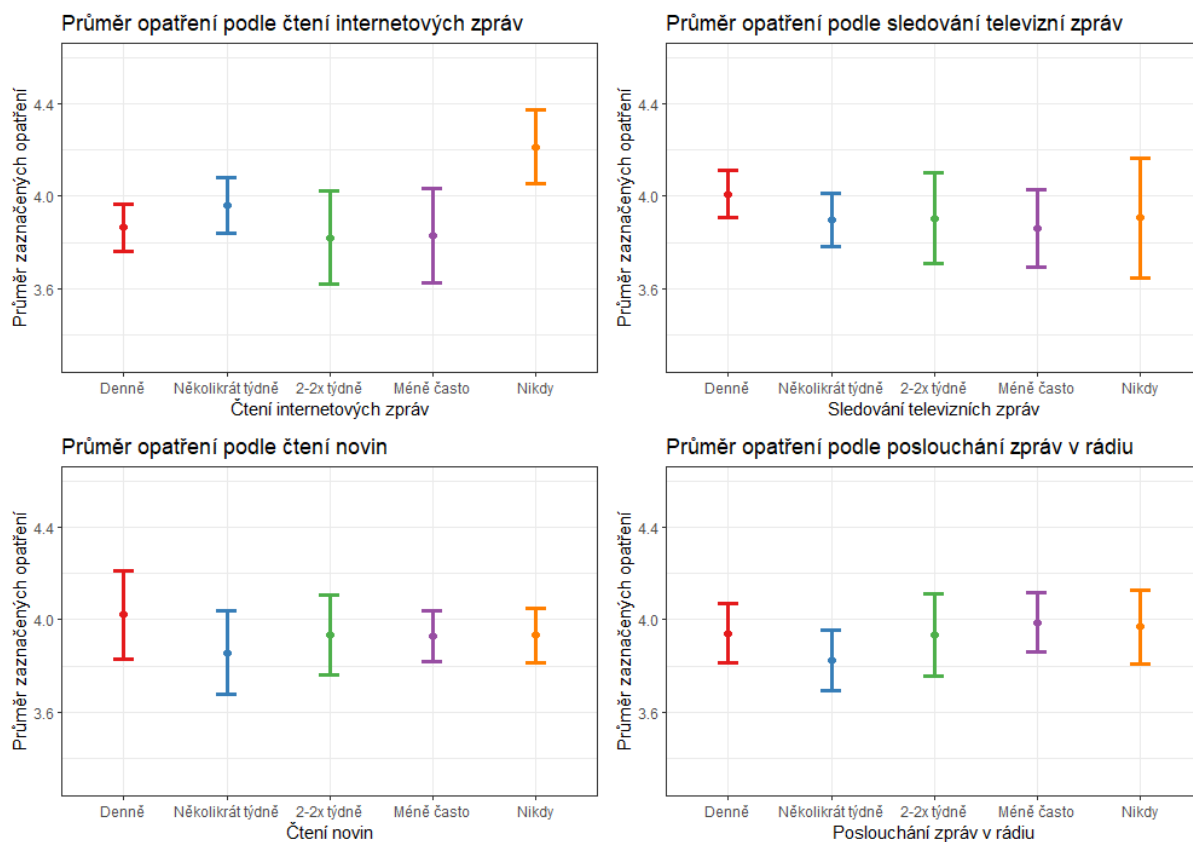 Průměr opatření podle čtení internetových zpráv
Průměr zaznačených opatření
4.4
4.0
3.6
Denně Několikrát týdně 2-2x týdně Méně často Nikdy
Čtení internetových zpráv
Průměr opatření podle sledování televizní zpráv
Průměr zaznačených opatření
4.4
4.0
3.6
Denně Několikrát týdně 2-2x týdně Méně často Nikdy
Sledování televizních zpráv
Průměr opatření podle čtení novin
Průměr zaznačených opatření
4.4
4.0
3.6
Denně Několikrát týdně 2-2x týdně Méně často Nikdy
Čtení novin
Průměr opatření podle poslouchání zpráv v rádiu
Průměr zaznačených opatření
4.4
4.0
3.6
Denně Několikrát týdně 2-2x týdně Méně často Nikdy
Poslouchání zpráv v rádiu